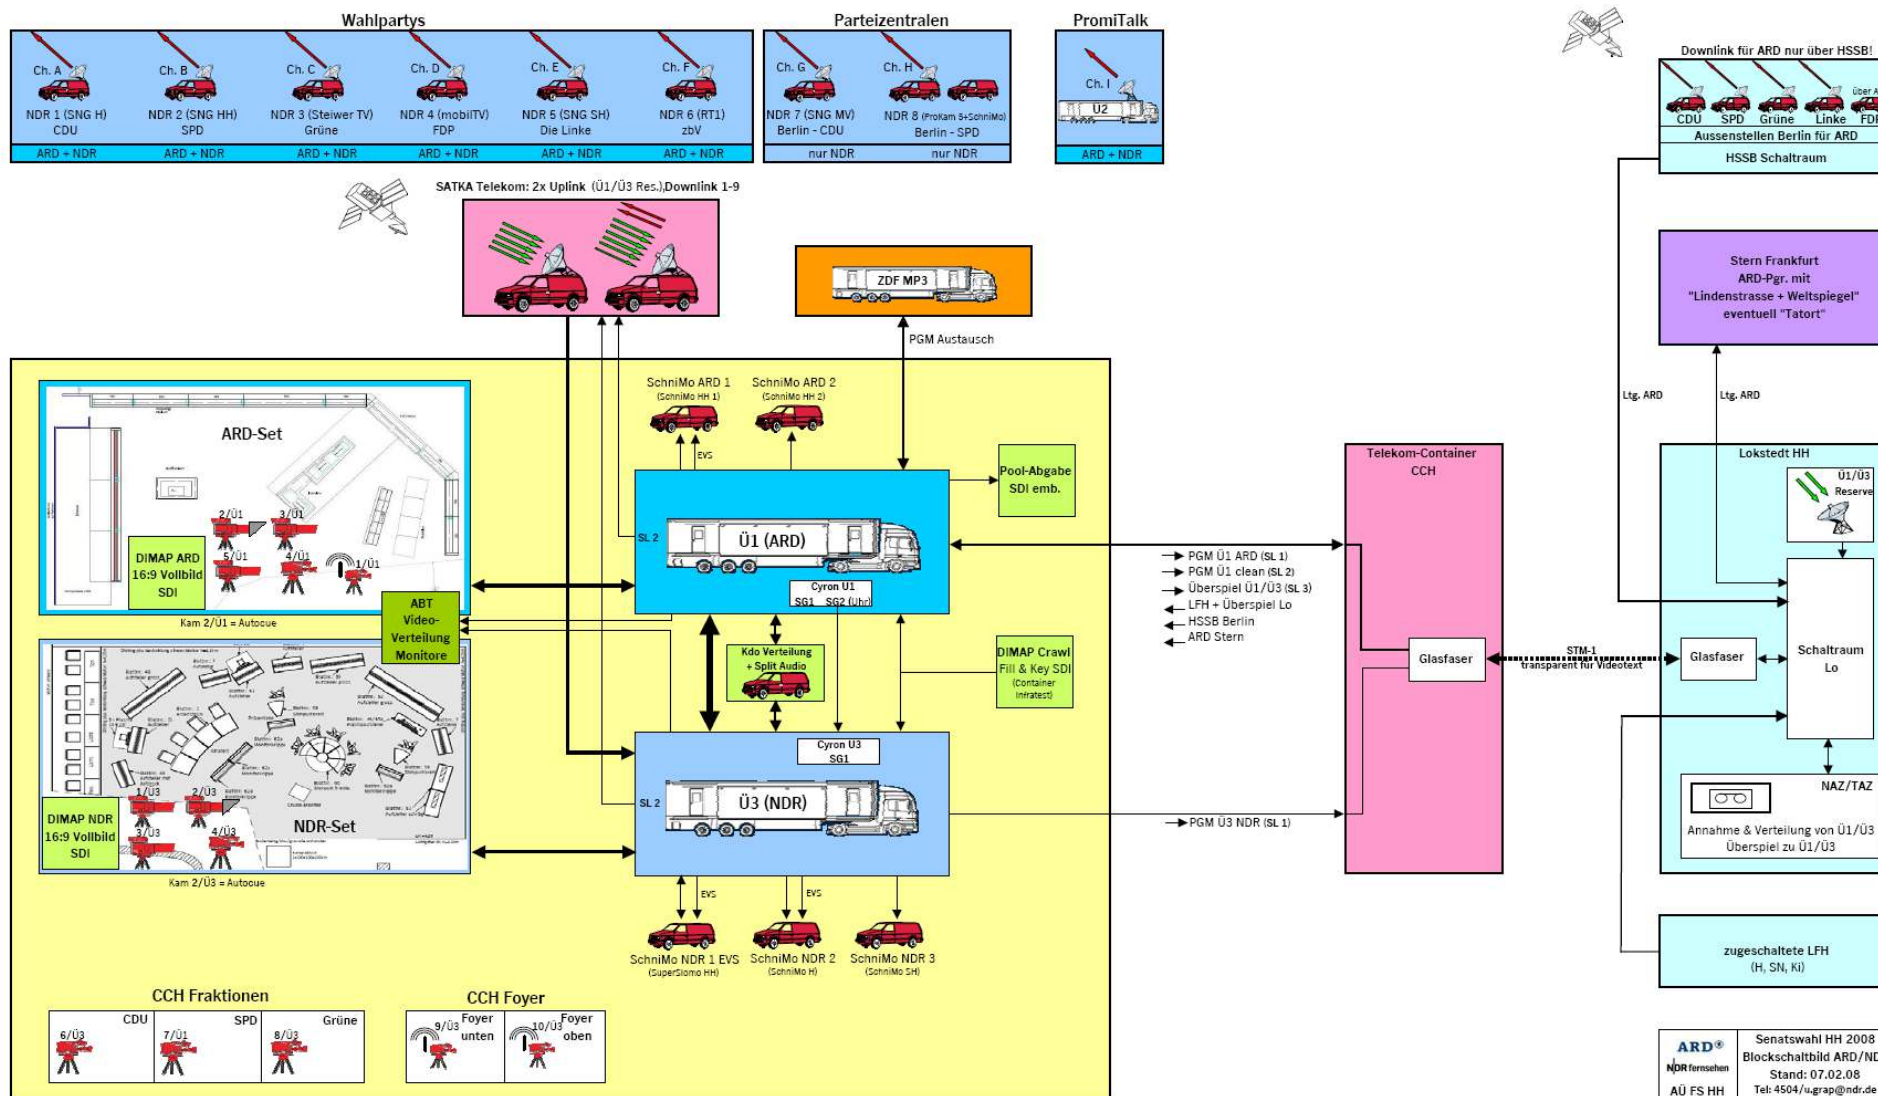 Wahlpartys
Parteizentralen
PromiTalk
Ch. A
Ch. B
Ch. C
Ch. D
Ch. E
Ch. F
Ch. G
Ch. H
Ch. I
Ü2
NDR 1 (SNG H)
CDU
NDR 2 (SNG HH)
SPD
NDR 3 (Steiwer TV)
Grüne
NDR 4 (mobilTV)
FDP
NDR 5 (SNG SH)
Die Linke
NDR 6 (RT1)
zbV
NDR 7 (SNG MV)
Berlin - CDU
NDR 8 (ProKam S+SchniMo)
Berlin - SPD
ARD + NDR
ARD + NDR
ARD + NDR
ARD + NDR
ARD + NDR
ARD + NDR
nur NDR
nur NDR
ARD + NDR
Downlink für ARD nur über HSSB!
CDU
SPD
Grüne
Linke
Aussenstellen Berlin für ARD
HSSB Schaltraum
SATKA Telekom: 2x Uplink (Ü1/Ü3 Res.),Downlink 1-9
ZDF MP3
PGM Austausch
Stern Frankfurt
ARD-Pgr. mit
"Lindenstrasse + Weltspiegel"
eventuell "Tatort"
Ltg. ARD
Ltg. ARD
ARD-Set
2/Ü1
3/Ü1
5/Ü1
4/Ü1
1/Ü1
DIMAP ARD
16:9 Vollbild
SDI
Kam 2/Ü1 = Autocue
ABT
Video-
Verteilung
Monitore
SchniMo ARD 1
(SchniMo HH 1)
SchniMo ARD 2
(SchniMo HH 2)
EVS
Pool-Abgabe
SDI emb.
SL 2
Ü1 (ARD)
Cyron U1
SG1 SG2 (Uhr)
Kdo Verteilung
+ Split Audio
DIMAP Crawl
Fill & Key SDI
(Container
Infratest)
Cyron U3
SG1
SL 2
Ü3 (NDR)
NDR-Set
1/Ü3
2/Ü3
3/Ü3
4/Ü3
DIMAP NDR
16:9 Vollbild
SDI
Kam 2/Ü3 = Autocue
EVS
EVS
SchniMo NDR 1 EVS
(SuperSlomo HH)
SchniMo NDR 2
(SchniMo H)
SchniMo NDR 3
(SchniMo SH)
CCH Fraktionen
CDU
6/Ü3
SPD
7/Ü1
Grüne
8/Ü3
CCH Foyer
9/Ü3
Foyer
unten
10/Ü3
Foyer
oben
PGM Ü1 ARD (SL 1)
PGM Ü1 clean (SL 2)
Überspiel Ü1/Ü3 (SL 3)
LFH + Überspiel Lo
HSSB Berlin
ARD Stern
PGM Ü3 NDR (SL 1)
Telekom-Container
CCH
Glasfaser
STM-1
transparent für Videotext
Lokstedt HH
Ü1/Ü3
Reserve
Glasfaser
Schaltraum
Lo
NAZ/TAZ
Annahme & Verteilung von Ü1/Ü3
Überspiel zu Ü1/Ü3
zugeschaltete LFH
(H, SN, Ki)
ARD®
NDR fernsehen
AÜ FS HH
Senatswahl HH 2008
Blockschaltbild ARD/ND
Stand: 07.02.08
Tel: 4504/u.grap@ndr.de